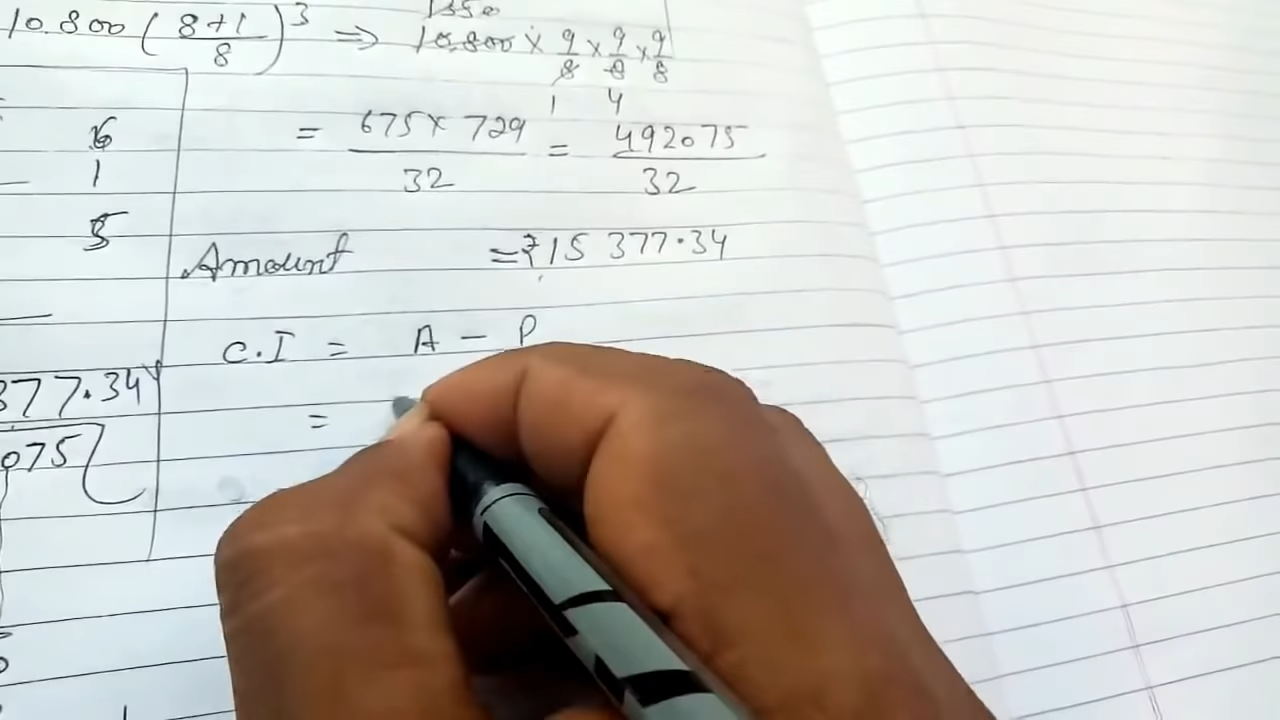 1350
10.800 ( 8+1 / 8 )³ ⇒ 10,800 × 9/8 × 9/8 × 9/8
1 4
= 675 × 729 / 32 = 492075 / 32
6
1
5
Amount = ₹15 377.34
C.I = A - P
=
377.34
075